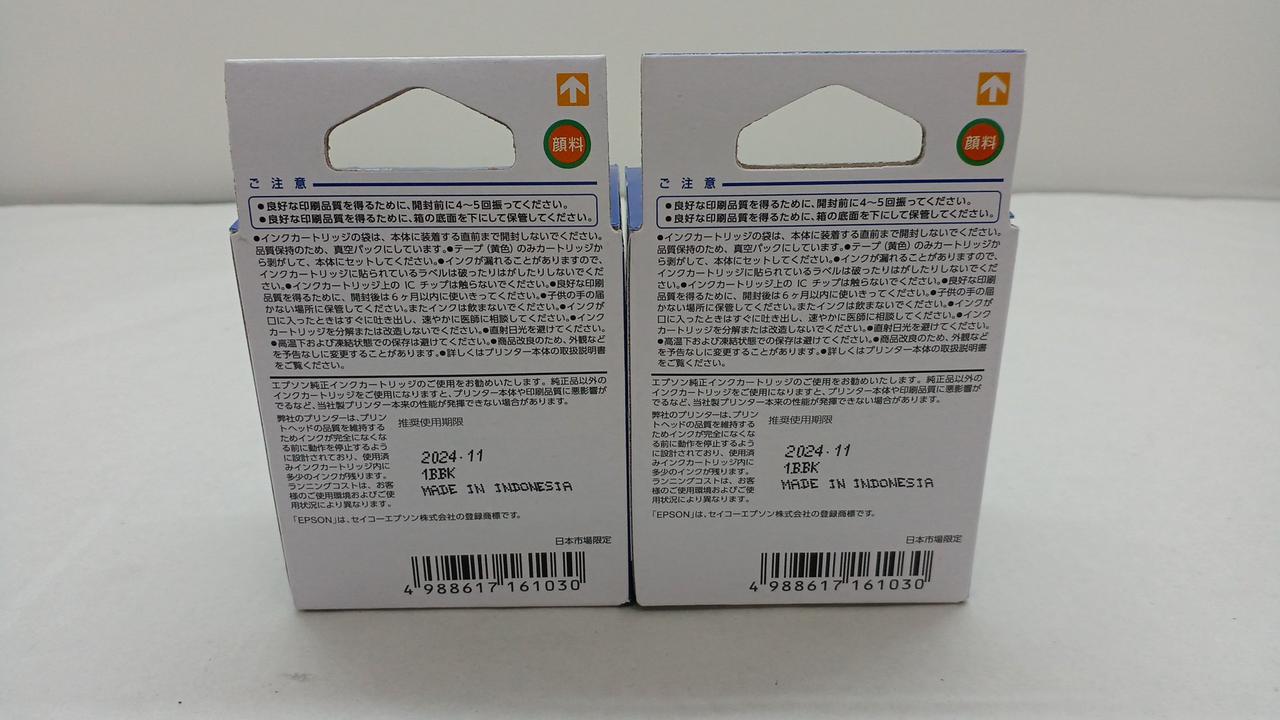 顔料
ご注意
●良好な印刷品質を得るために、開封前に4〜5回振ってください。
●良好な印刷品質を得るために、箱の底面を下にして保管してください。
●インクカートリッジの袋は、本体に装着する直前まで開封しないでください。
品質保持のため、真空パックにしています。●テープ(黄色)のみカートリッジか
ら剥がして、本体にセットしてください。●インクが漏れることがありますので、
インクカートリッジに貼られているラベルは破ったりはがしたりしないでくだ
さい。●インクカートリッジ上の IC チップは触らないでください。●良好な印刷
品質を得るために、開封後は6ヶ月以内に使いきってください。●子供の手の届
かない場所に保管してください。またインクは飲まないでください。●インクが
口に入ったときはすぐに吐き出し、速やかに医師に相談してください。●インク
カートリッジを分解または改造しないでください。●直射日光を避けてください。
●高温下および凍結状態での保存は避けてください。●商品改良のため、外観など
を予告なしに変更することがあります。●詳しくはプリンター本体の取扱説明書
をご覧ください。
エプソン純正インクカートリッジのご使用をお勧めいたします。純正品以外の
インクカートリッジをご使用になりますと、プリンター本体や印刷品質に悪影響が
でるなど、当社製プリンター本来の性能が発揮できない場合があります。
弊社のプリンターは、プリン
トヘッドの品質を維持する
ためインクが完全になくな
る前に動作を停止するよう
に設計されており、使用済
みインクカートリッジ内に
多少のインクが残ります。
ランニングコストは、お客
様のご使用環境およびご使
用状況により異なります。
推奨使用期限
2024.11
1BBK
MADE IN INDONESIA
「EPSON」は、セイコーエプソン株式会社の登録商標です。
日本市場限定
4 988617 161030
顔料
ご注意
●良好な印刷品質を得るために、開封前に4〜5回振ってください。
●良好な印刷品質を得るために、箱の底面を下にして保管してください。
●インクカートリッジの袋は、本体に装着する直前まで開封しないでください。
品質保持のため、真空パックにしています。●テープ(黄色)のみカートリッジか
ら剥がして、本体にセットしてください。●インクが漏れることがありますので、
インクカートリッジに貼られているラベルは破ったりはがしたりしないでくだ
さい。●インクカートリッジ上の IC チップは触らないでください。●良好な印刷
品質を得るために、開封後は6ヶ月以内に使いきってください。●子供の手の届
かない場所に保管してください。またインクは飲まないでください。●インクが
口に入ったときはすぐに吐き出し、速やかに医師に相談してください。●インク
カートリッジを分解または改造しないでください。●直射日光を避けてください。
●高温下および凍結状態での保存は避けてください。●商品改良のため、外観など
を予告なしに変更することがあります。●詳しくはプリンター本体の取扱説明書
をご覧ください。
エプソン純正インクカートリッジのご使用をお勧めいたします。純正品以外の
インクカートリッジをご使用になりますと、プリンター本体や印刷品質に悪影響が
でるなど、当社製プリンター本来の性能が発揮できない場合があります。
弊社のプリンターは、プリン
トヘッドの品質を維持する
ためインクが完全になくな
る前に動作を停止するよう
に設計されており、使用済
みインクカートリッジ内に
多少のインクが残ります。
ランニングコストは、お客
様のご使用環境およびご使
用状況により異なります。
推奨使用期限
2024.11
1BBK
MADE IN INDONESIA
「EPSON」は、セイコーエプソン株式会社の登録商標です。
日本市場限定
4 988617 161030